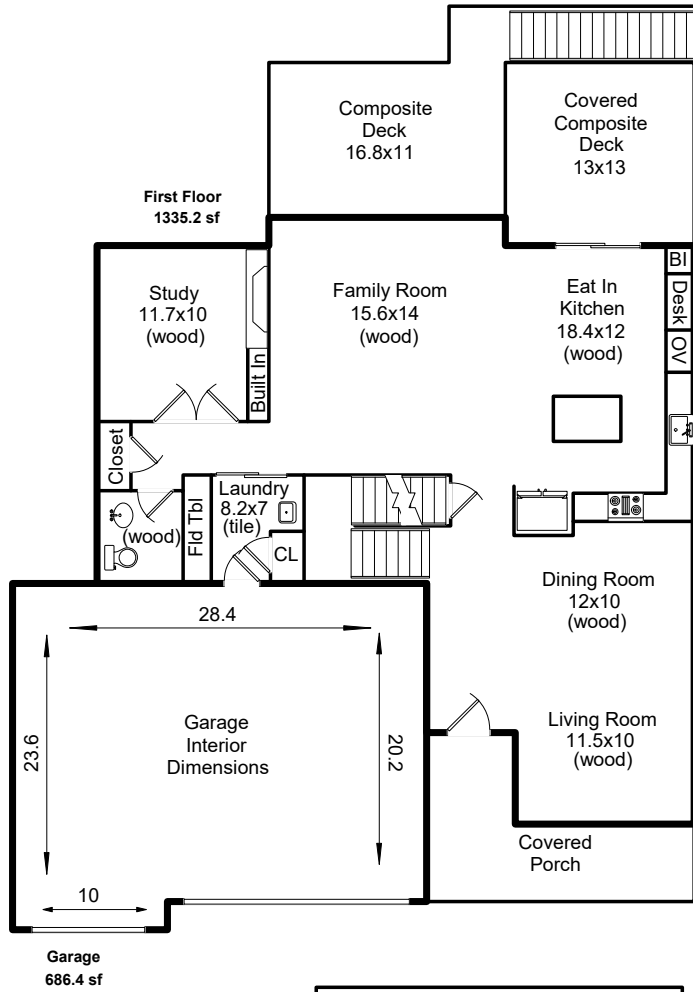 Composite
Deck
16.8x11
Covered
Composite
Deck
13x13
First Floor
1335.2 sf
Study
11.7x10
(wood)
Built In
Family Room
15.6x14
(wood)
Eat In
Kitchen
18.4x12
(wood)
BI
Desk
OV
Closet
(wood)
Fld Tbl
Laundry
8.2x7
(tile)
CL
Dining Room
12x10
(wood)
Living Room
11.5x10
(wood)
28.4
23.6
20.2
Garage
Interior
Dimensions
10
Covered
Porch
Garage
686.4 sf